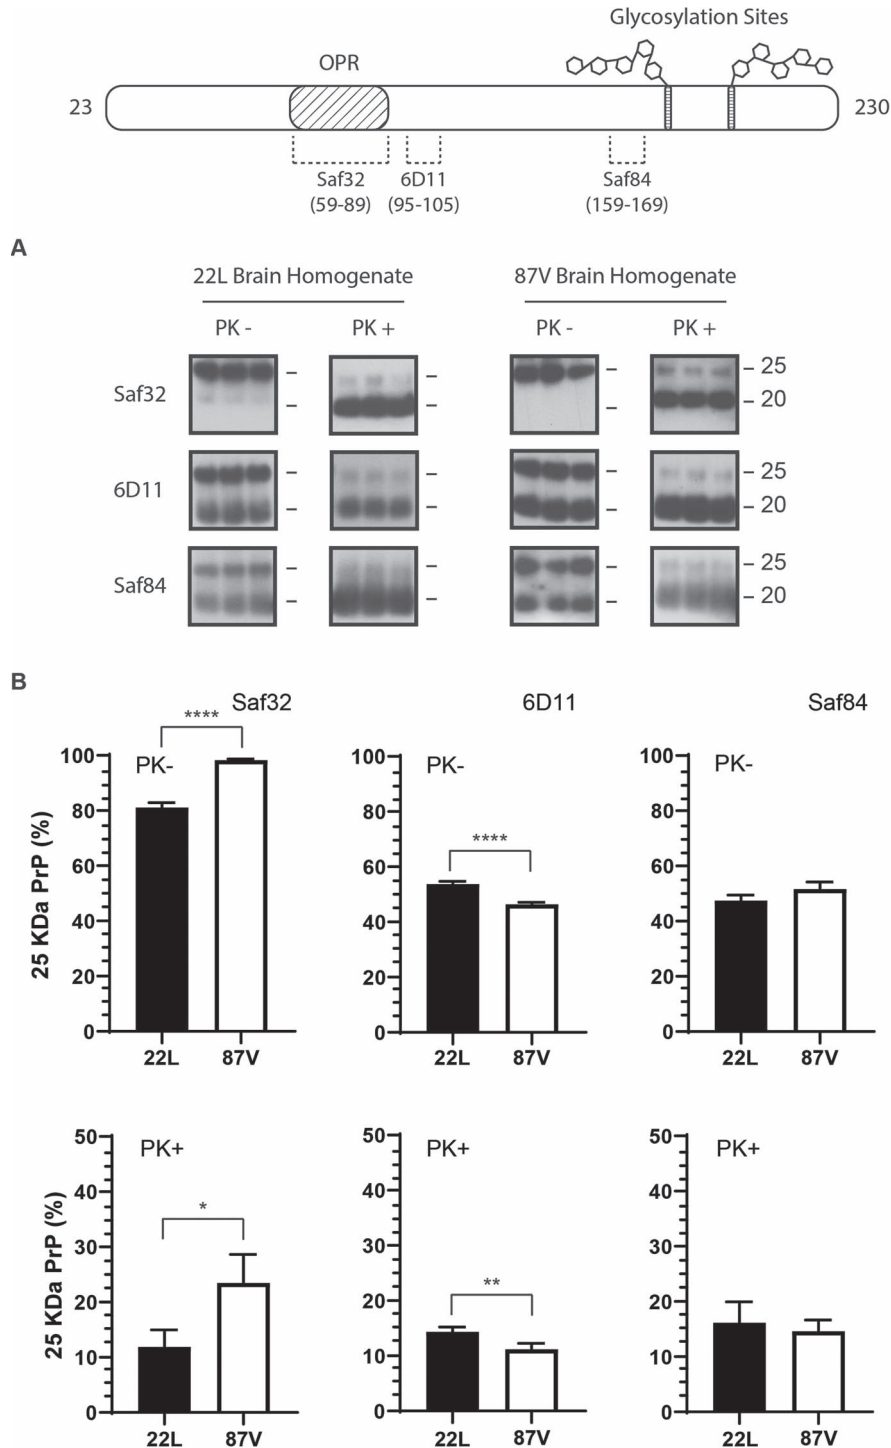 Glycosylation Sites
OPR
23
230
Saf32 6D11 Saf84
(59-89) (95-105) (159-169)
A
22L Brain Homogenate 87V Brain Homogenate
PK - PK + PK - PK +
Saf32
25
20
6D11
25
20
Saf84
25
20
B
Saf32 6D11 Saf84
**** 
PK- PK- PK-
****
25 KDa PrP (%)
100 100 100
80 80 80
60 60 60
40 40 40
20 20 20
0 0 0
22L 87V 22L 87V 22L 87V
PK+ PK+ PK+
*
**
25 KDa PrP (%)
50 50 50
40 40 40
30 30 30
20 20 20
10 10 10
0 0 0
22L 87V 22L 87V 22L 87V